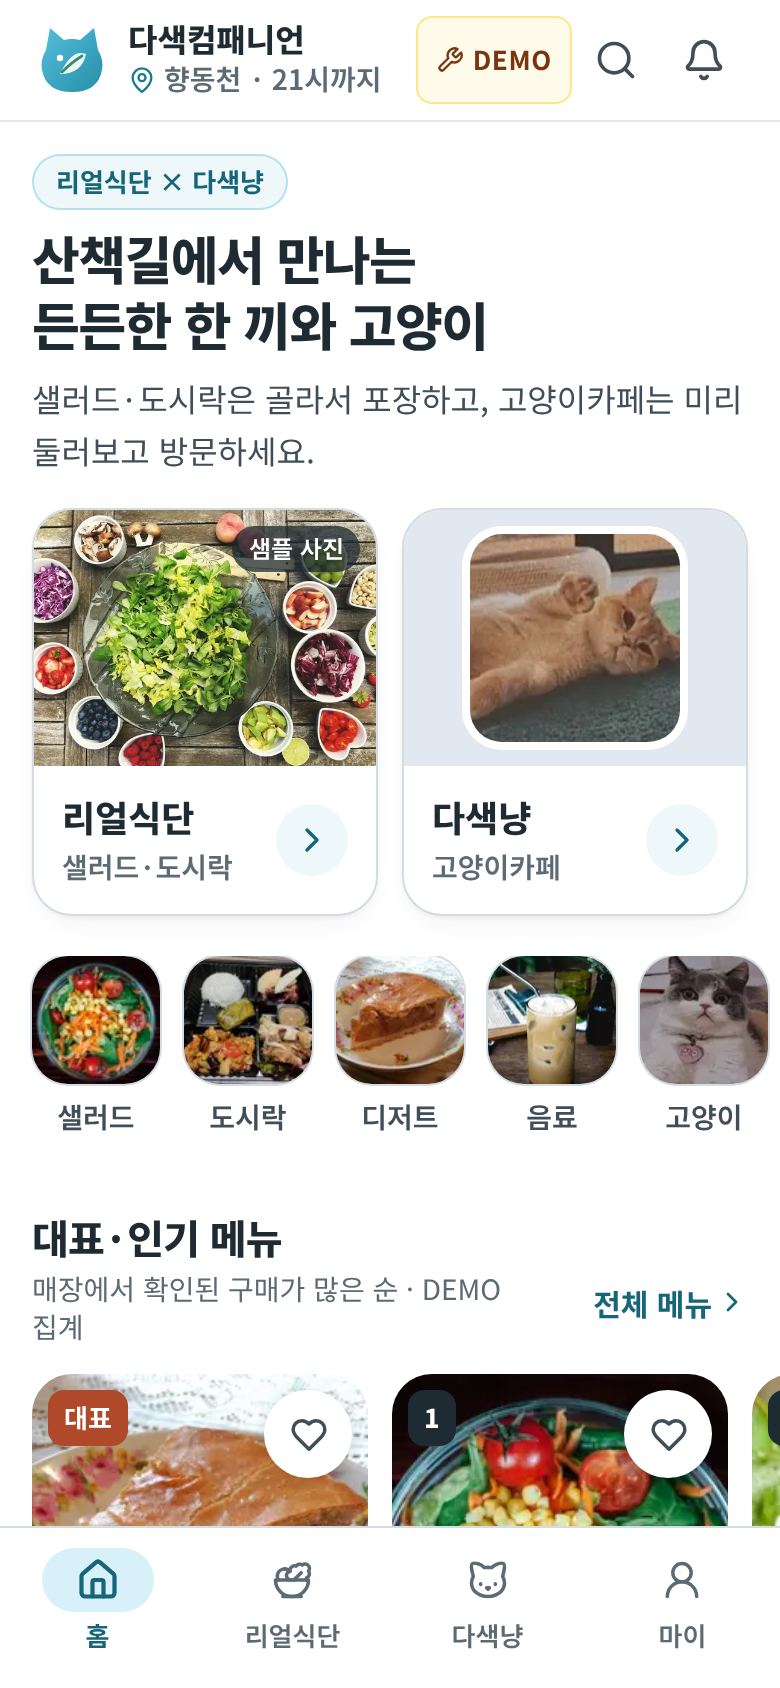 다색컴패니언
향동천 · 21시까지
DEMO
리얼식단 × 다색냥
산책길에서 만나는
든든한 한 끼와 고양이
샐러드·도시락은 골라서 포장하고, 고양이카페는 미리
둘러보고 방문하세요.
샘플 사진
리얼식단
샐러드·도시락
다색냥
고양이카페
샐러드
도시락
디저트
음료
고양이
대표·인기 메뉴
매장에서 확인된 구매가 많은 순 · DEMO
집계
전체 메뉴
대표
1
홈
리얼식단
다색냥
마이